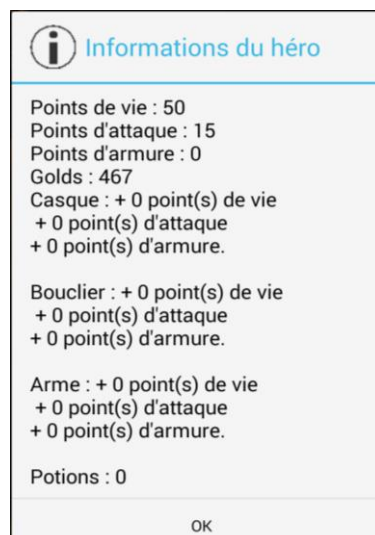 Informations du héro
Points de vie : 50
Points d'attaque : 15
Points d'armure : 0
Golds : 467
Casque : + 0 point(s) de vie
+ 0 point(s) d'attaque
+ 0 point(s) d'armure.
Bouclier : + 0 point(s) de vie
+ 0 point(s) d'attaque
+ 0 point(s) d'armure.
Arme : + 0 point(s) de vie
+ 0 point(s) d'attaque
+ 0 point(s) d'armure.
Potions : 0
OK